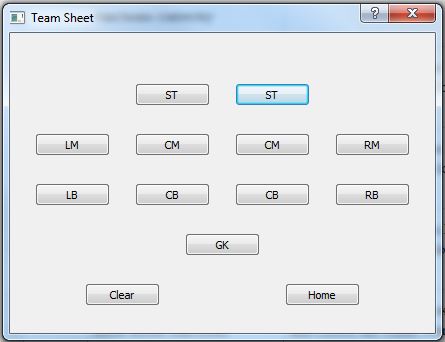 Team Sheet
ST ST
LM CM CM RM
LB CB CB RB
GK
Clear Home